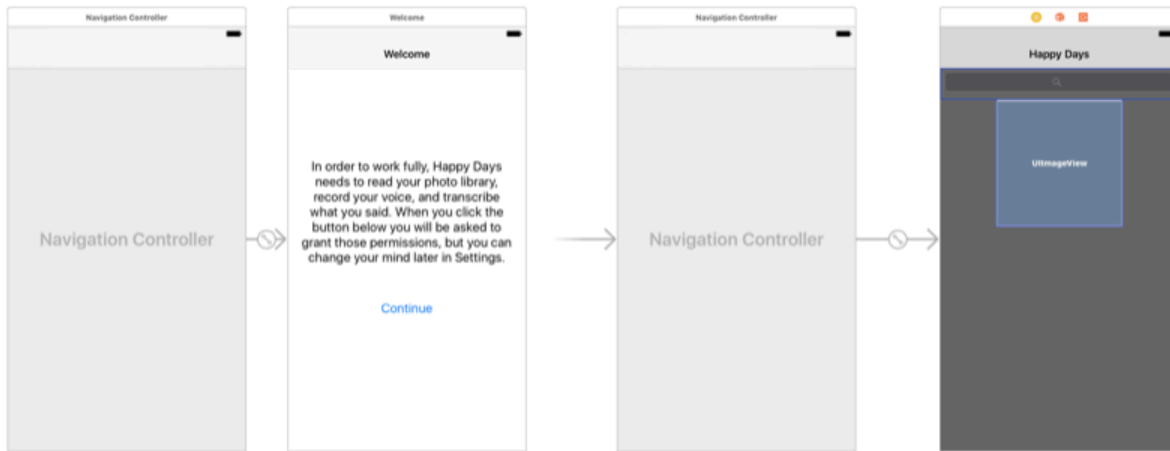 Navigation Controller
Welcome
Navigation Controller
Welcome
Happy Days
In order to work fully, Happy Days
needs to read your photo library,
record your voice, and transcribe
what you said. When you click the
button below you will be asked to
grant those permissions, but you can
change your mind later in Settings.
Continue
Navigation Controller
Navigation Controller
UIImageView